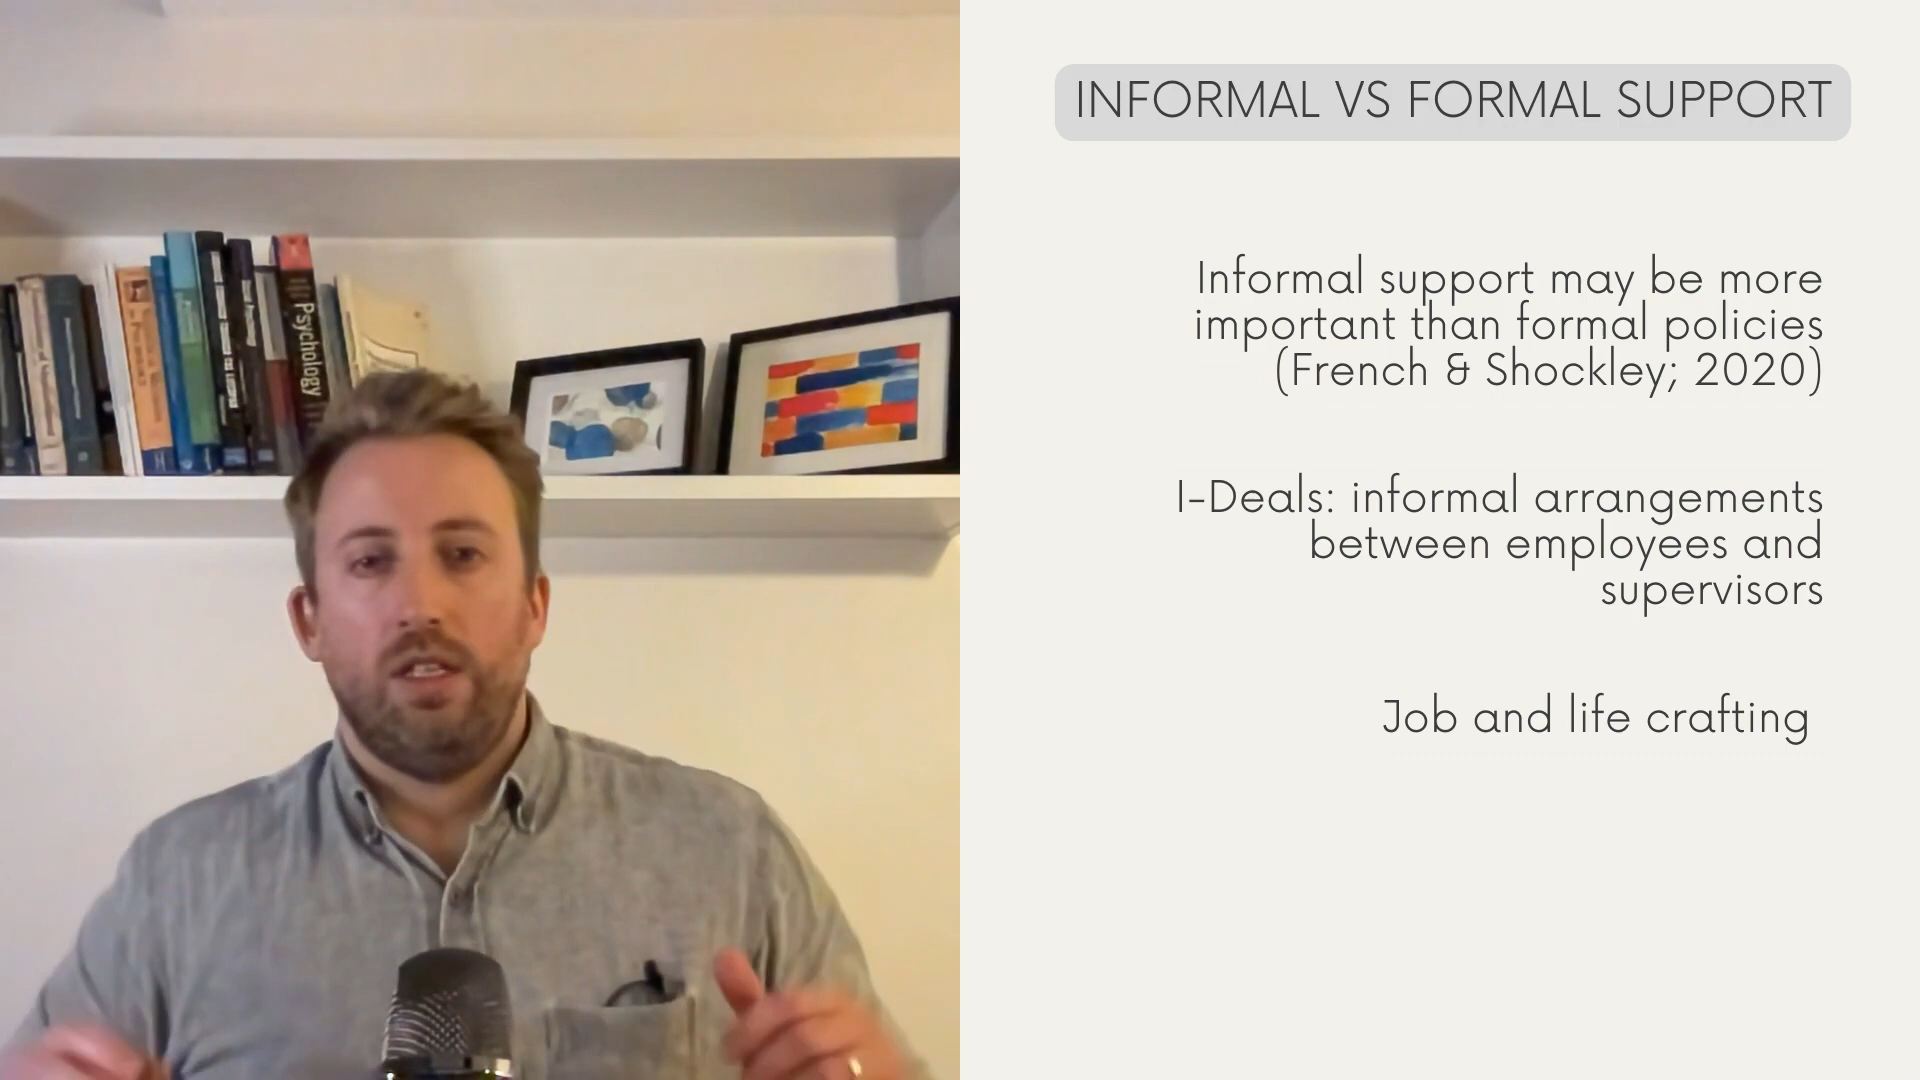 INFORMAL VS FORMAL SUPPORT
Informal support may be more
important than formal policies
(French & Shockley; 2020)
I-Deals: informal arrangements
between employees and
supervisors
Job and life crafting
Psychology